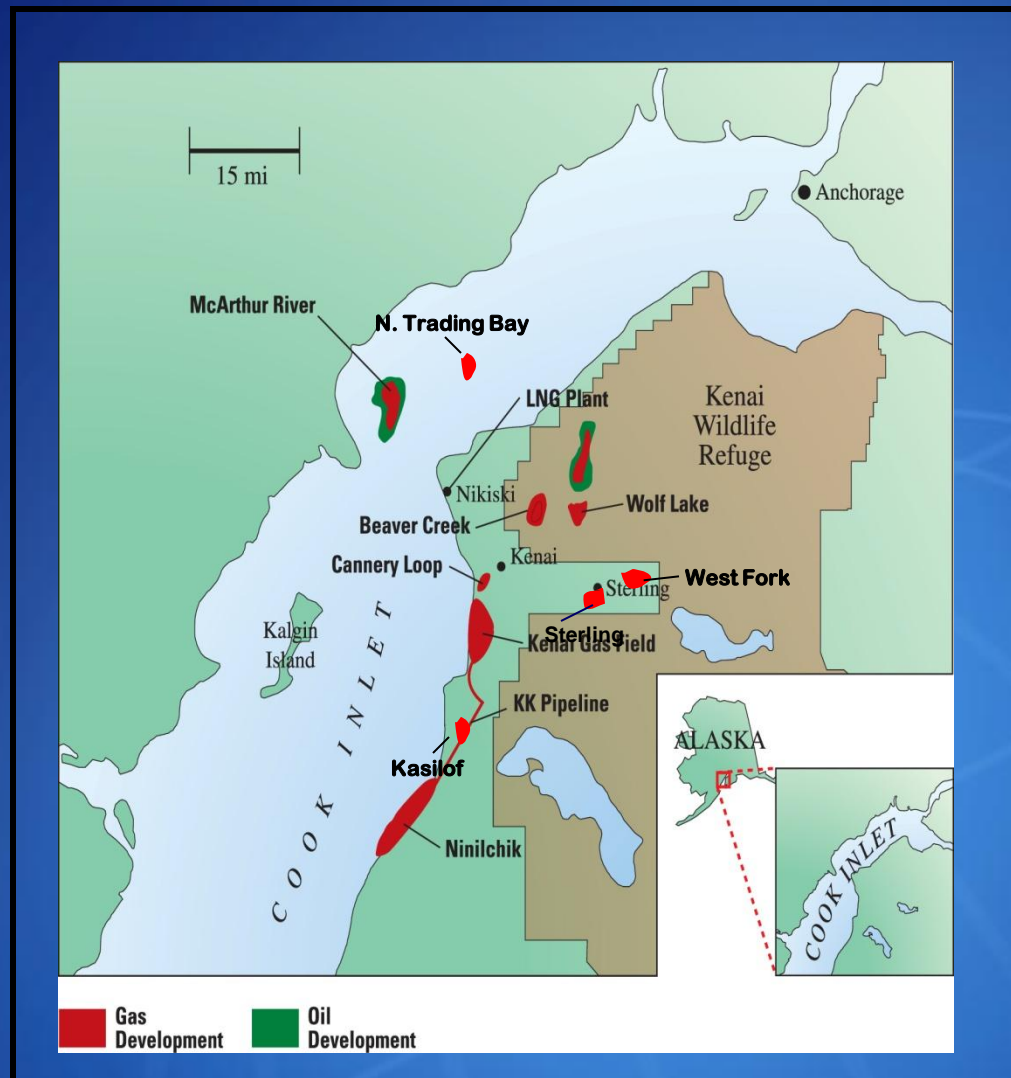 15 mi
Anchorage
McArthur River
N. Trading Bay
LNG Plant
Kenai
Wildlife
Refuge
Nikiski
Wolf Lake
Beaver Creek
Kenai
Cannery Loop
West Fork
Sterling
Sterling
Kenai Gas Field
Kalgin
Island
KK Pipeline
Kasilof
Ninilchik
COOK INLET
ALASKA
COOK INLET
Gas
Development
Oil
Development